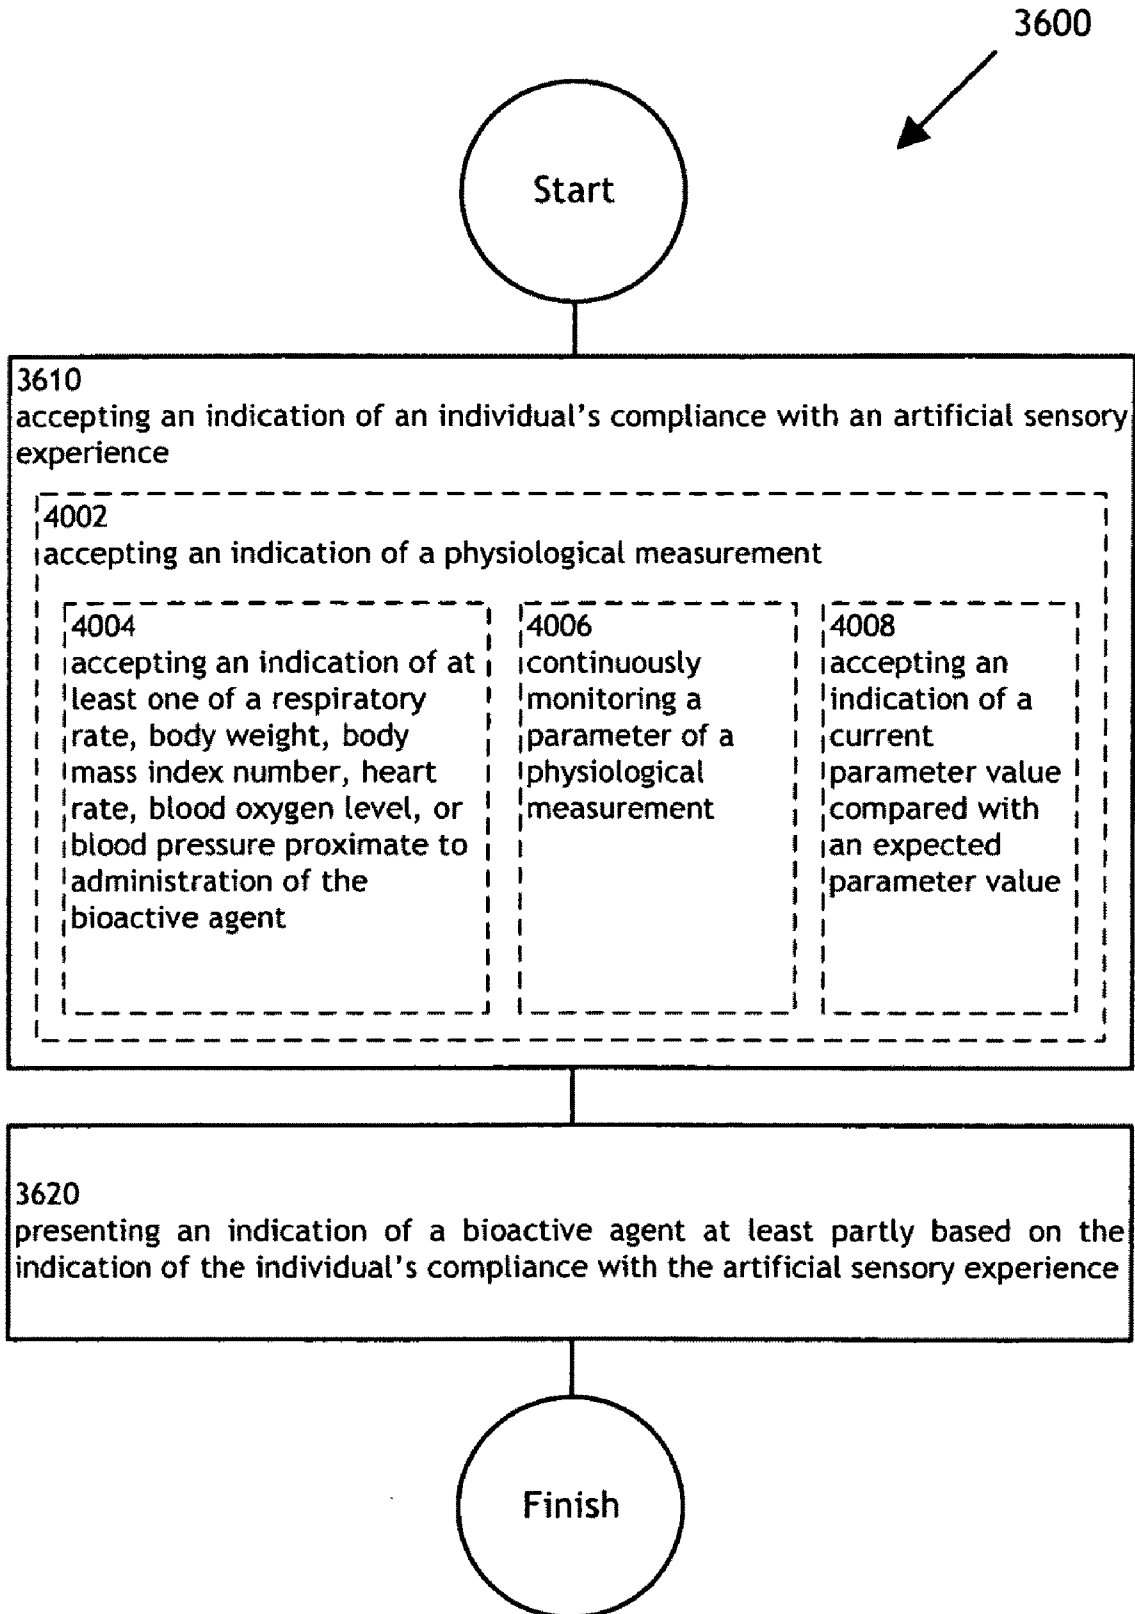 3600
Start
3610
accepting an indication of an individual's compliance with an artificial sensory
experience
4002
accepting an indication of a physiological measurement
4004
accepting an indication of at
least one of a respiratory
rate, body weight, body
mass index number, heart
rate, blood oxygen level, or
blood pressure proximate to
administration of the
bioactive agent
4006
continuously
monitoring a
parameter of a
physiological
measurement
4008
accepting an
indication of a
current
parameter value
compared with
an expected
parameter value
3620
presenting an indication of a bioactive agent at least partly based on the
indication of the individual's compliance with the artificial sensory experience
Finish